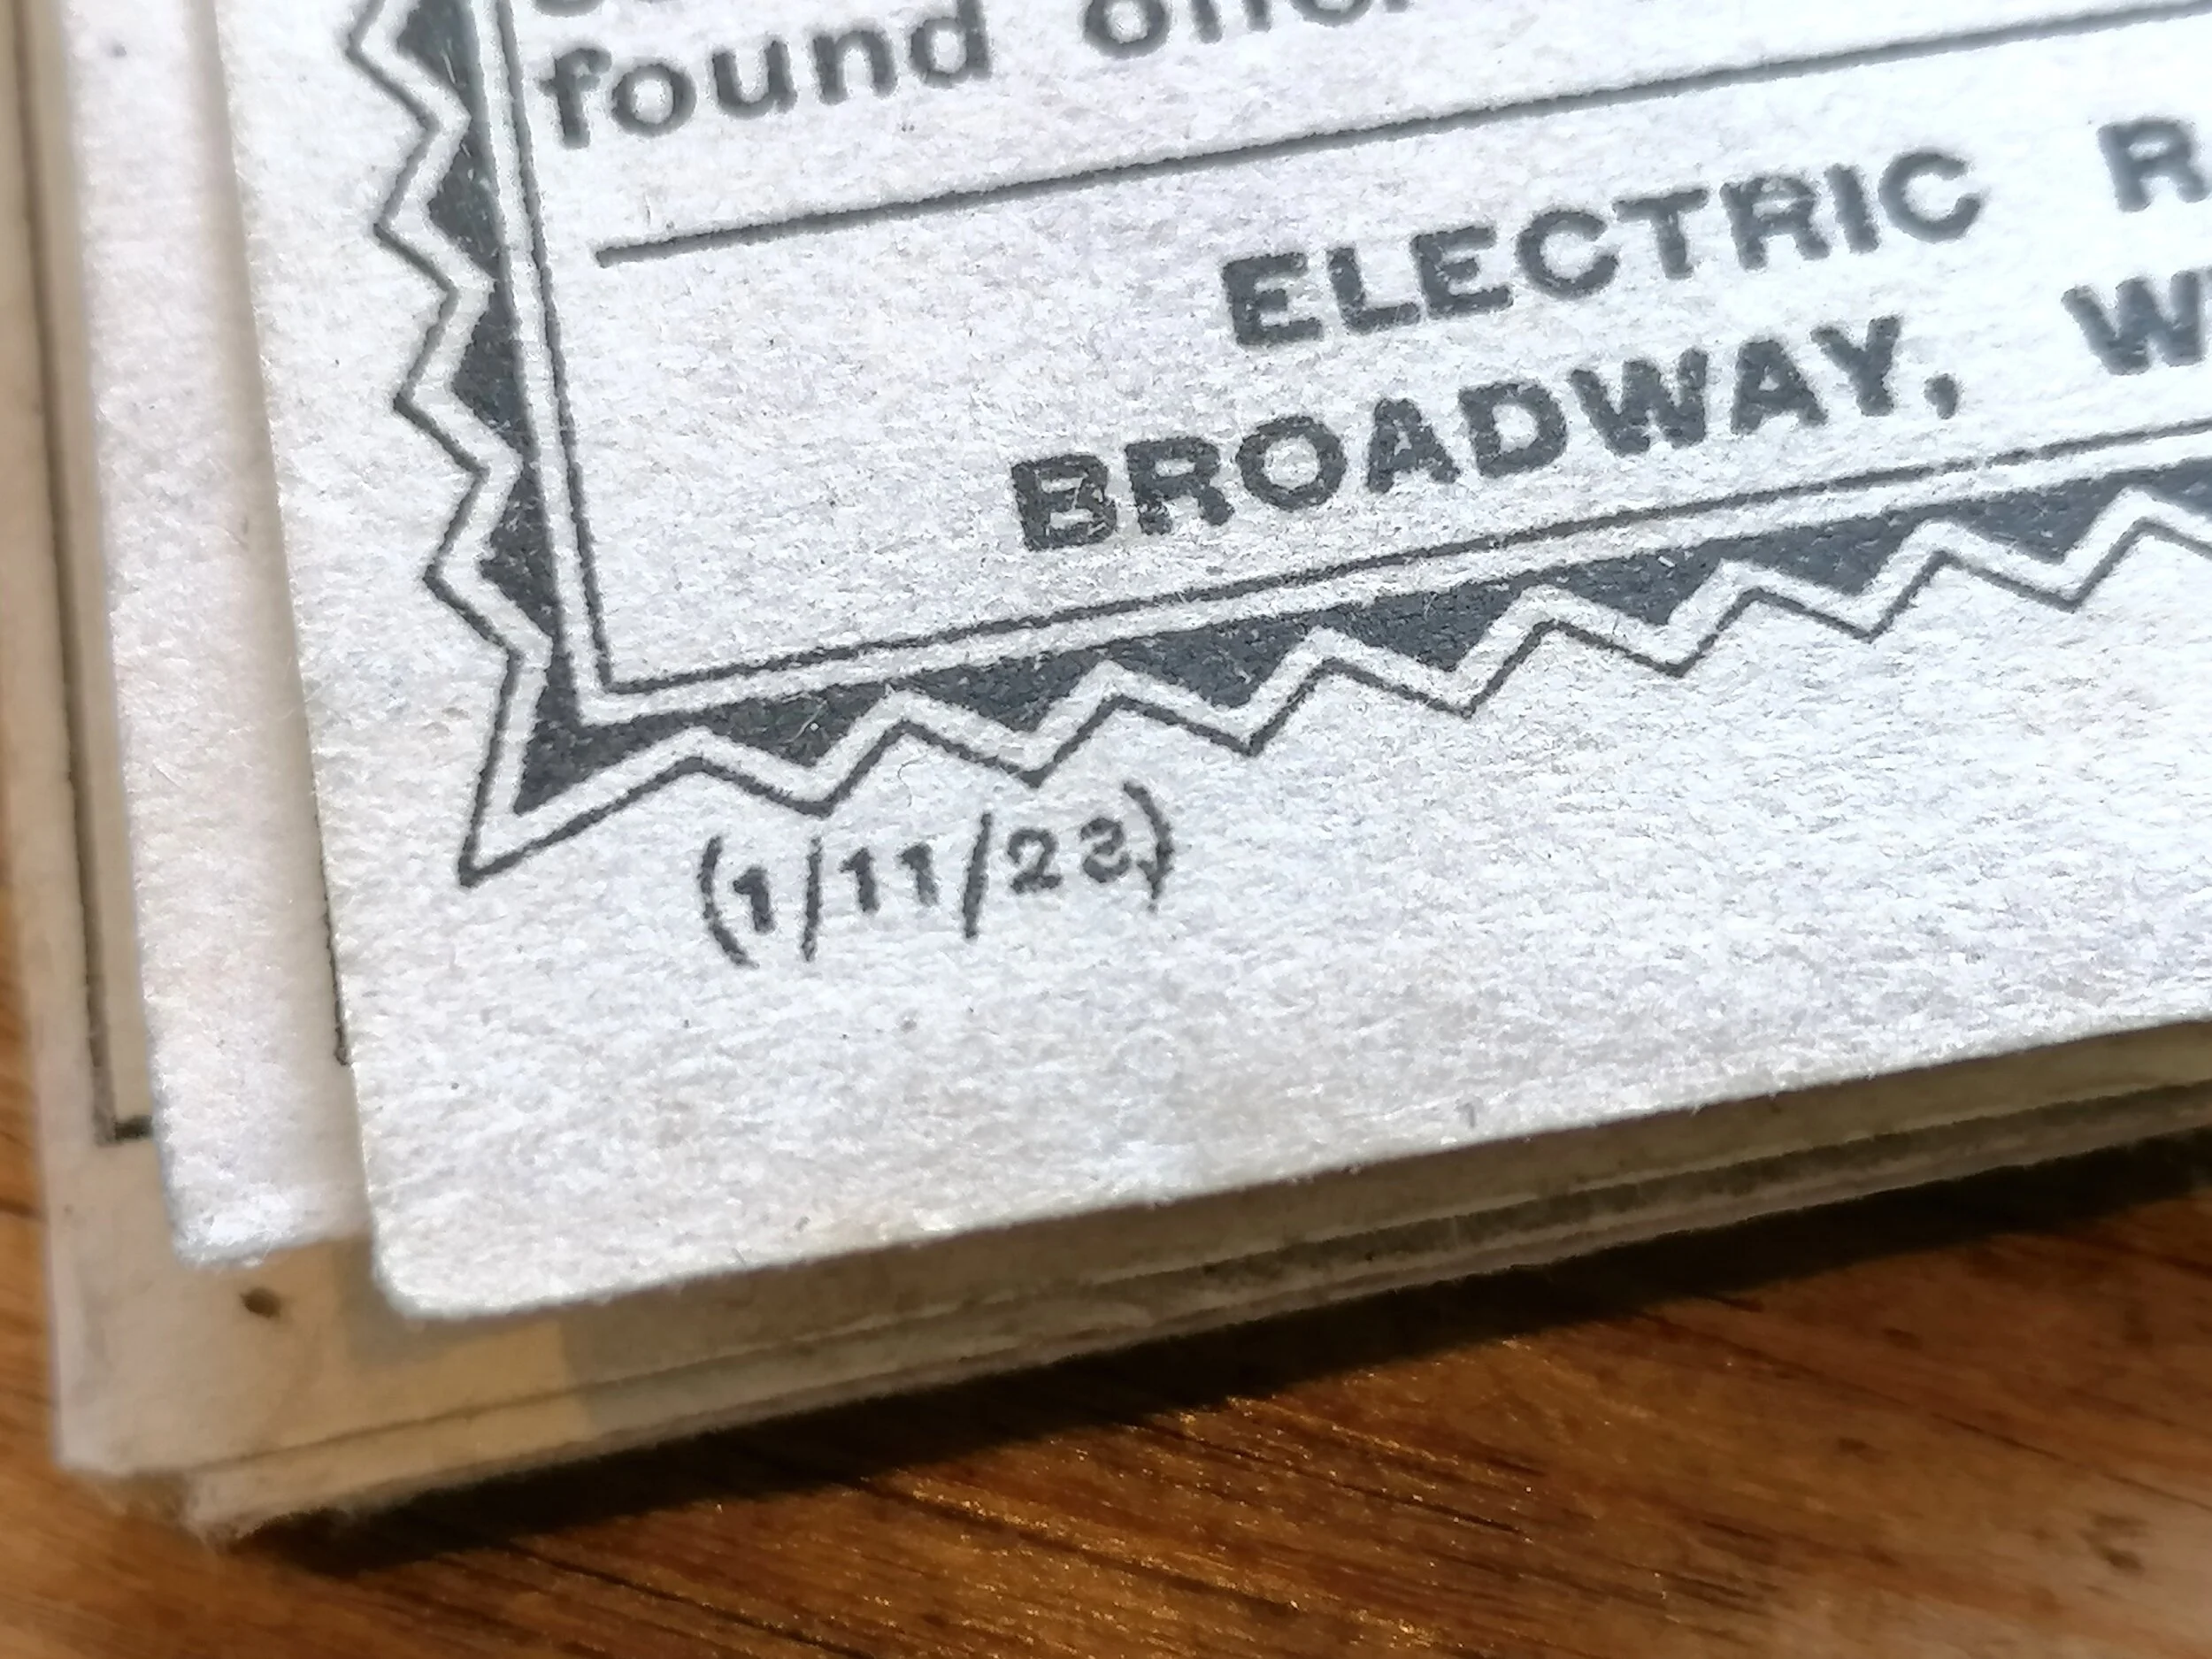 found
ELECTRIC R
BROADWAY, W
(1/11/22)